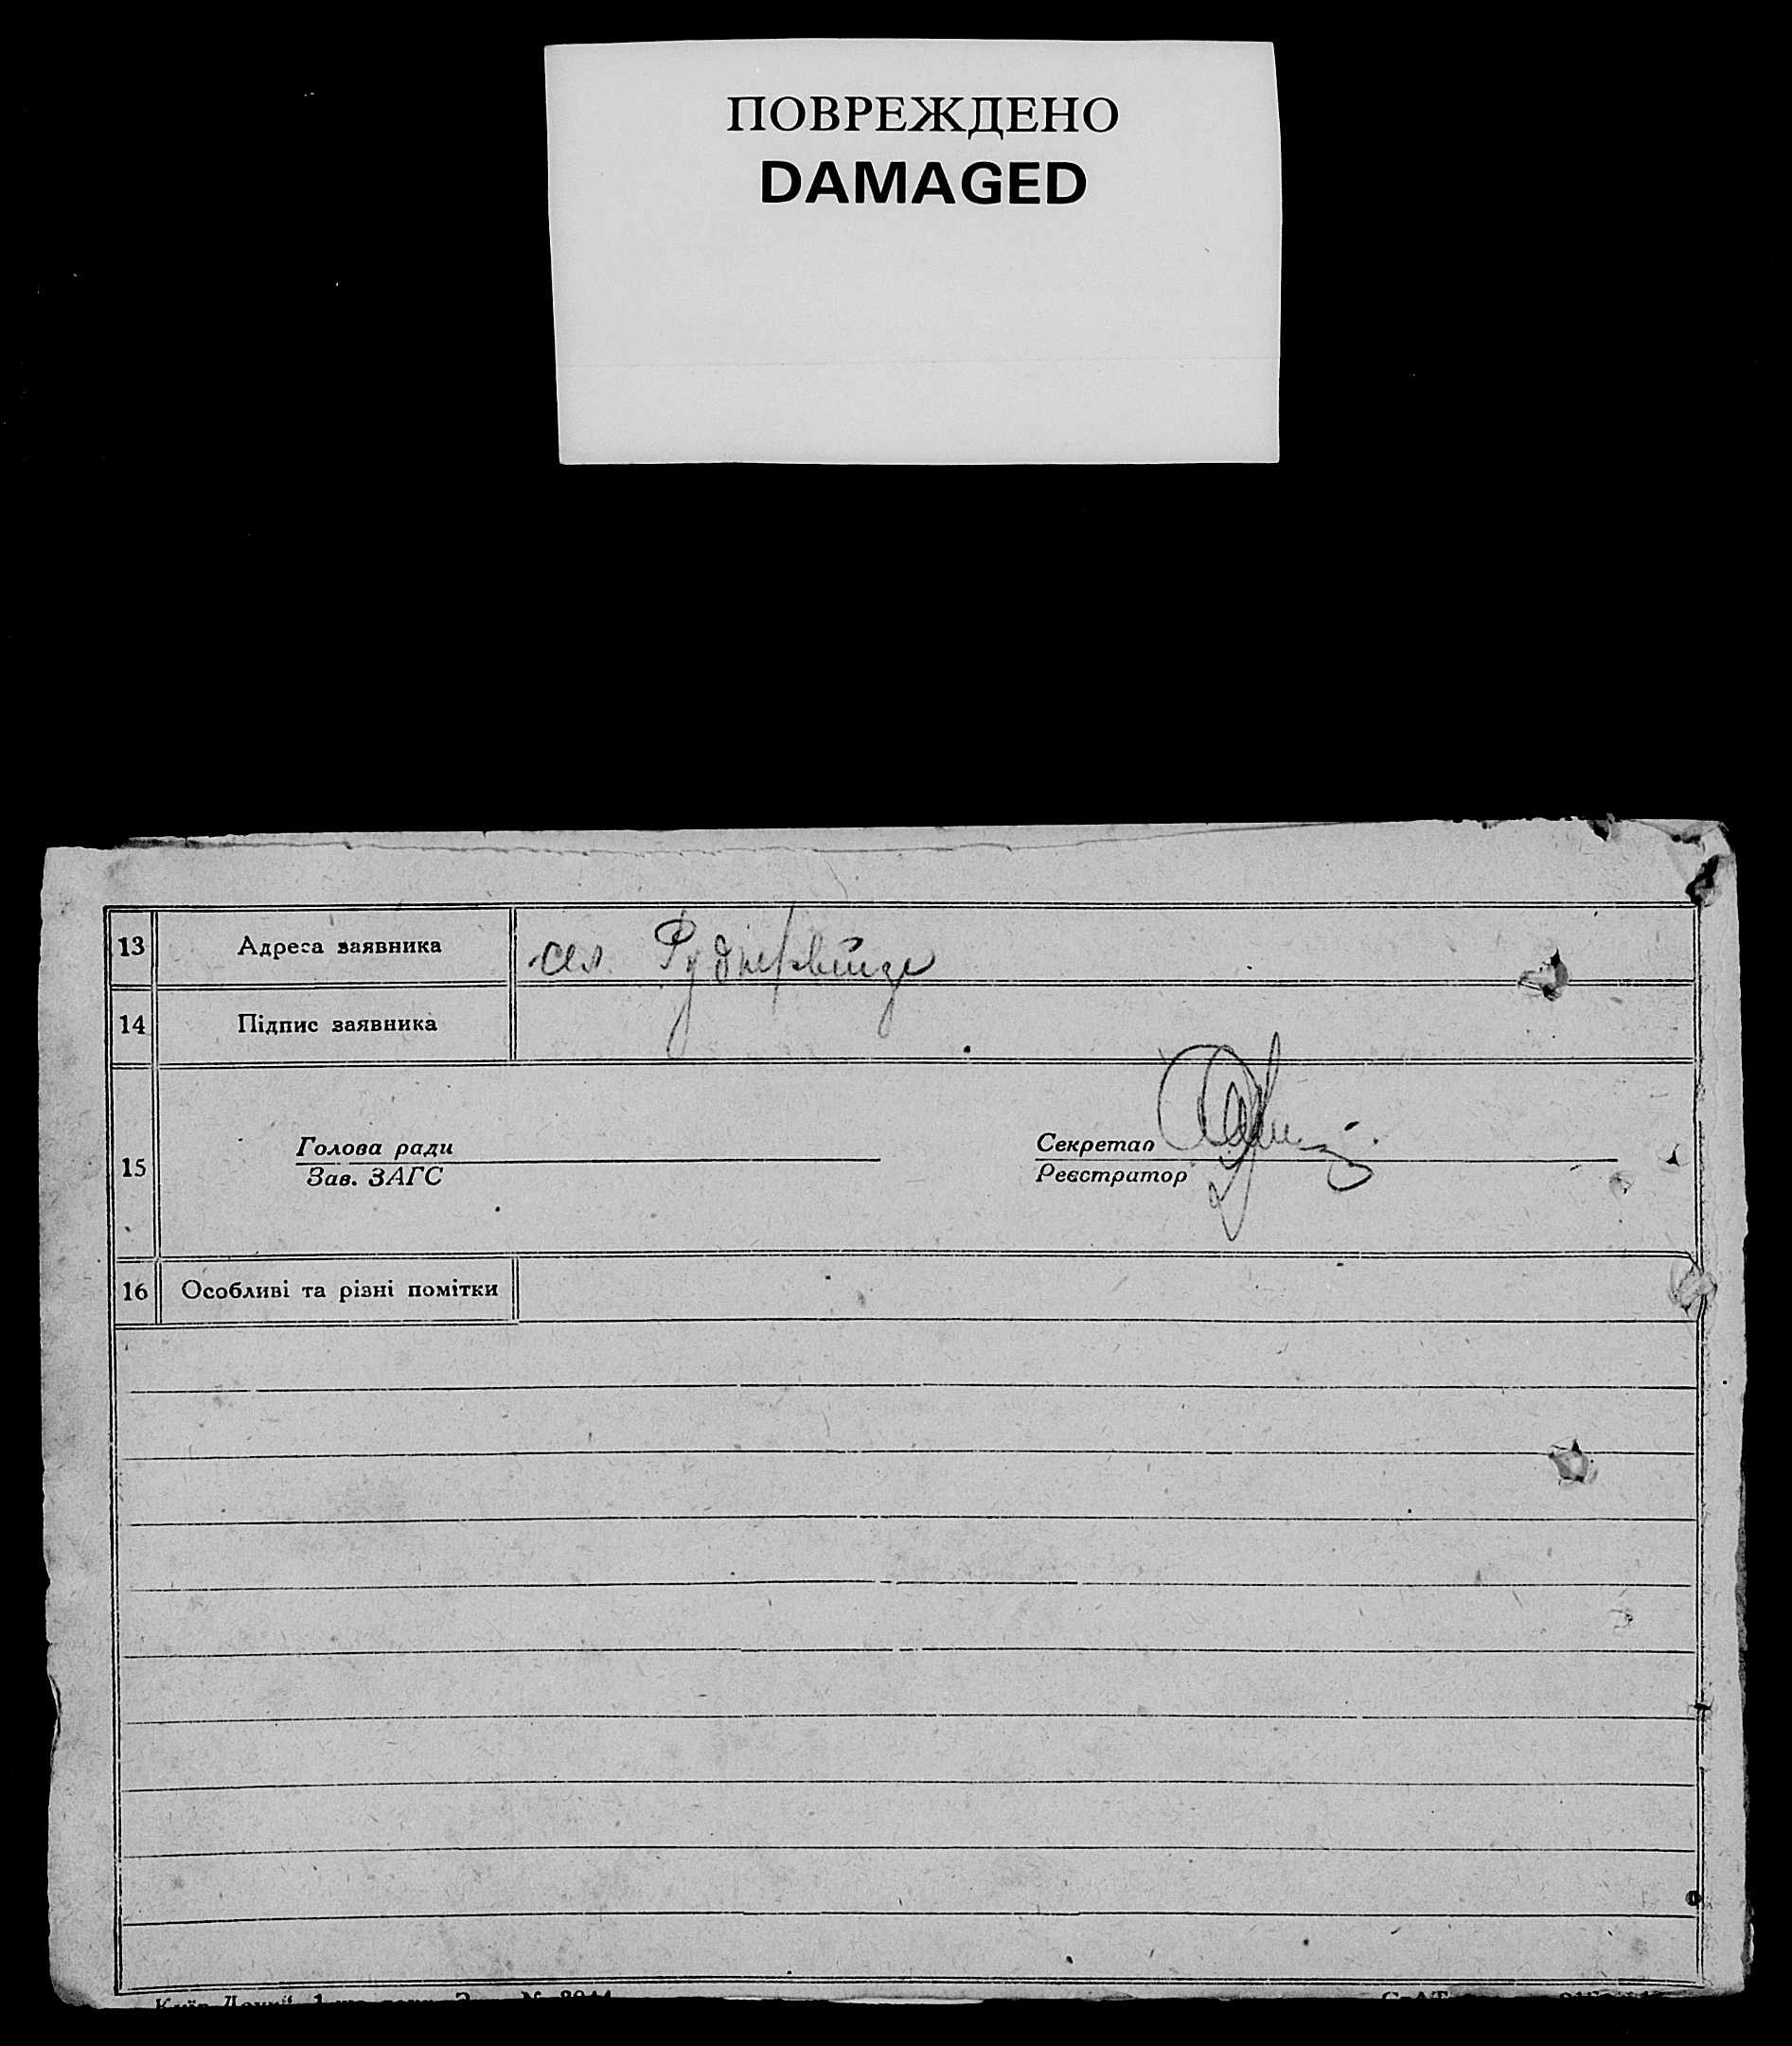 ПОВРЕЖДЕНО
DAMAGED
13 Адреса заявника сел.
14 Підпис заявника
15 Голова ради Секретар
Зав. ЗАГС Реєстратор
16 Особливі та різні помітки